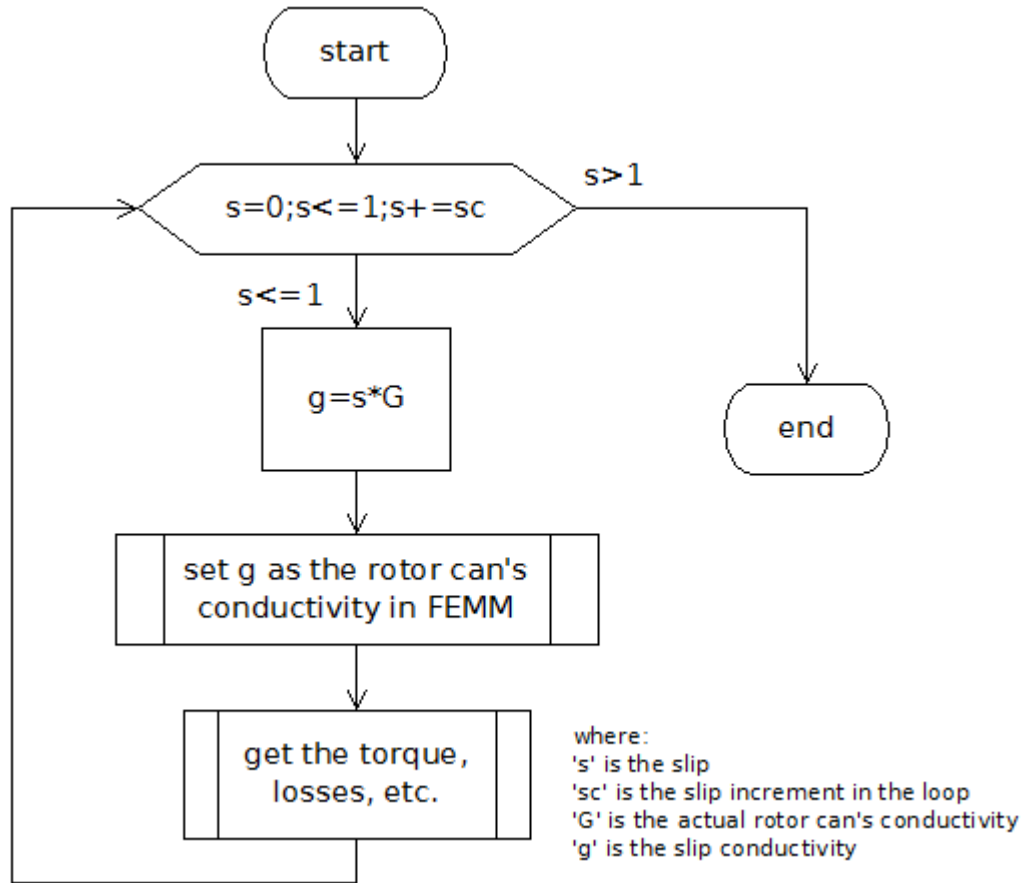 start
s>1
s=0;s<=1;s+=sc
s<=1
g=s*G
end
set g as the rotor can's
conductivity in FEMM
get the torque,
losses, etc.
where:
's' is the slip
'sc' is the slip increment in the loop
'G' is the actual rotor can's conductivity
'g' is the slip conductivity